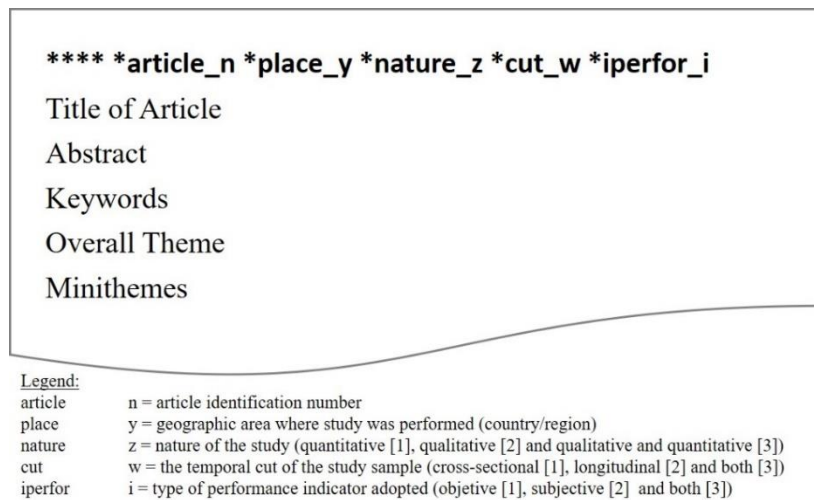 **** *article_n *place_y *nature_z *cut_w *iperfor_i
Title of Article
Abstract
Keywords
Overall Theme
Minithemes
Legend:
article n = article identification number
place y = geographic area where study was performed (country/region)
nature z = nature of the study (quantitative [1], qualitative [2] and qualitative and quantitative [3])
cut w = the temporal cut of the study sample (cross-sectional [1], longitudinal [2] and both [3])
iperfor i = type of performance indicator adopted (objetive [1], subjective [2] and both [3])